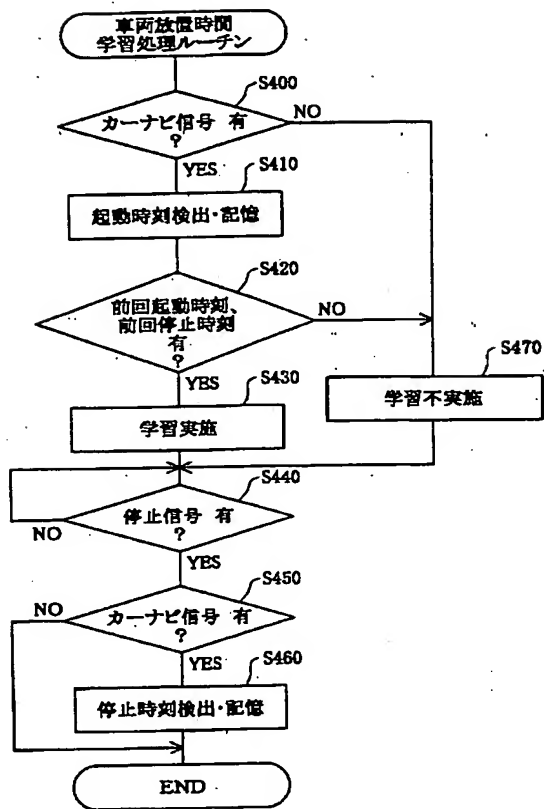 車両放置時間
学習処理ルーチン
S400
カーナビ信号 有
?
NO
YES
S410
起動時刻検出・記憶
S420
前回起動時刻、
前回停止時刻
有
?
NO
YES
S430
学習実施
S470
学習不実施
S440
停止信号 有
?
NO
YES
S450
カーナビ信号 有
?
NO
YES
S460
停止時刻検出・記憶
END